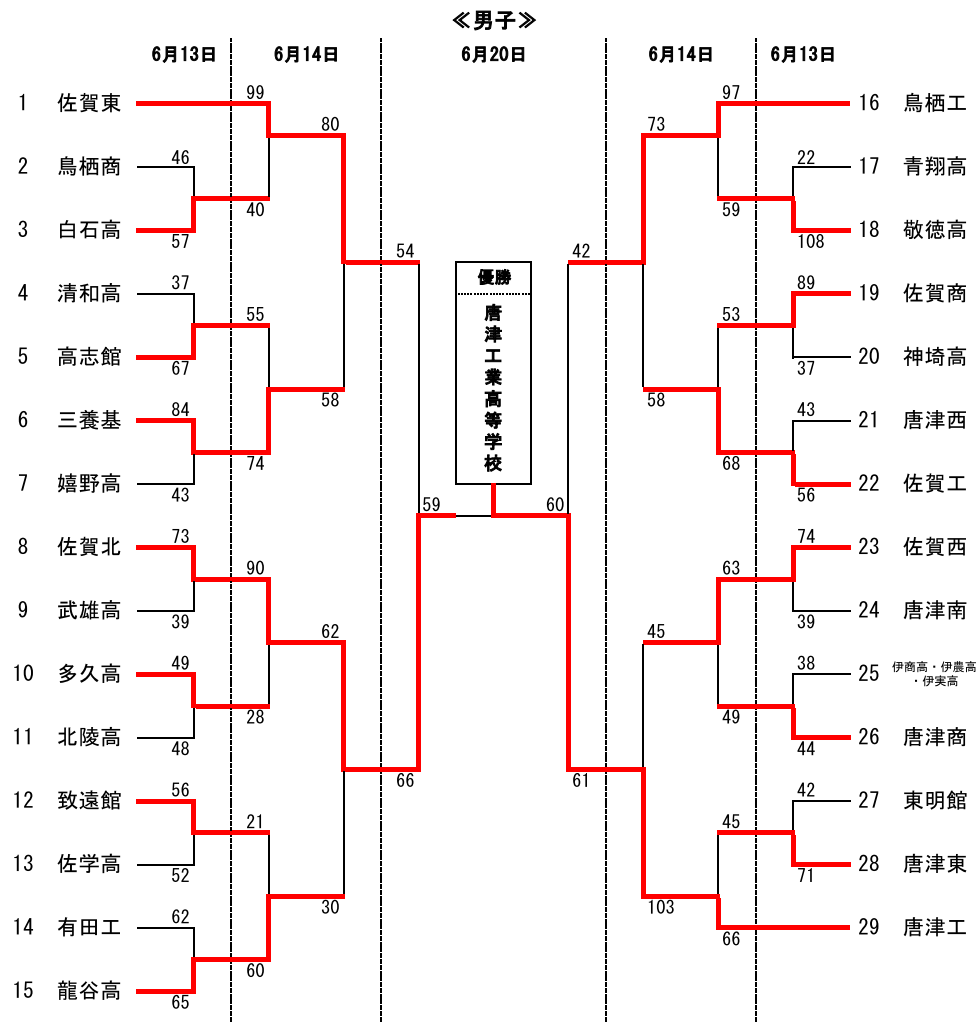 ≪男子≫
6月13日 6月14日 6月20日 6月14日 6月13日
1 佐賀東 99 97 16 鳥栖工
80 73
2 鳥栖商 46 22 17 青翔高
40 59
3 白石高 57 108 18 敬徳高
54 42
優勝
唐津工業高等学校
4 清和高 37 89 19 佐賀商
55 53
5 高志館 67 37 20 神埼高
58 58
6 三養基 84 43 21 唐津西
74 68
7 嬉野高 43 56 22 佐賀工
59 60
8 佐賀北 73 74 23 佐賀西
90 63
9 武雄高 39 39 24 唐津南
62 45
10 多久高 49 38 25 伊商高・伊農高
・伊実高
28 49
11 北陵高 48 44 26 唐津商
66 61
12 致遠館 56 42 27 東明館
21 45
13 佐学高 52 71 28 唐津東
30 103
14 有田工 62 66 29 唐津工
60
15 龍谷高 65